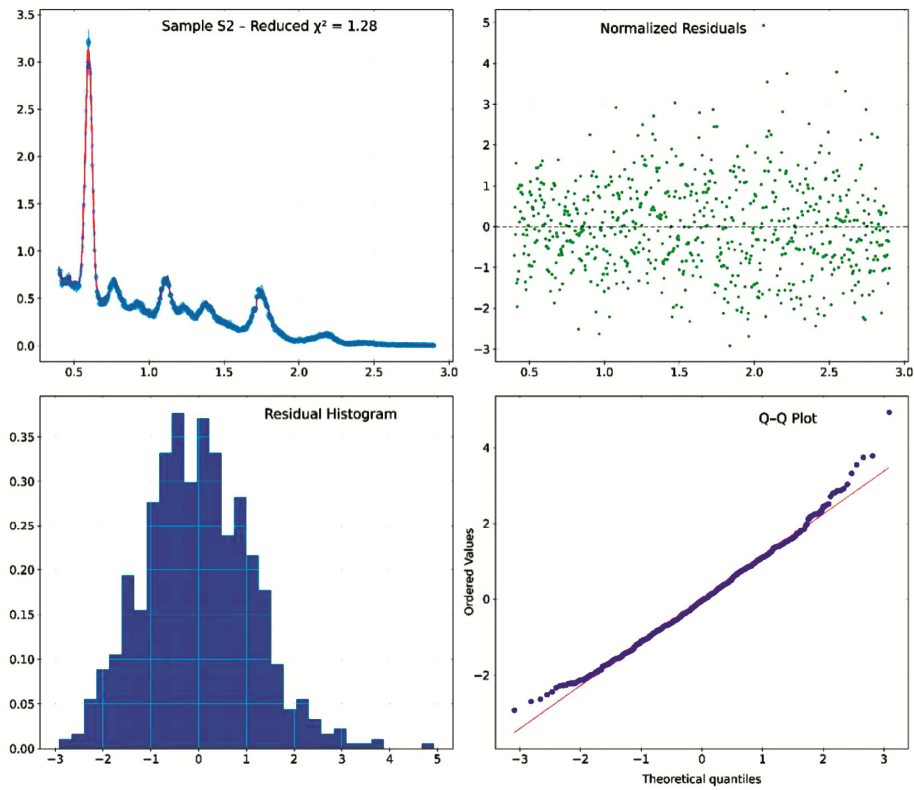 Sample S2 – Reduced χ² = 1.28
3.5
3.0
2.5
2.0
1.5
1.0
0.5
0.0
0.5 1.0 1.5 2.0 2.5 3.0
Normalized Residuals
5
4
3
2
1
0
−1
−2
−3
0.5 1.0 1.5 2.0 2.5 3.0
Residual Histogram
0.35
0.30
0.25
0.20
0.15
0.10
0.05
0.00
−3 −2 −1 0 1 2 3 4 5
Q–Q Plot
Ordered Values
4
2
0
−2
−3 −2 −1 0 1 2 3
Theoretical quantiles